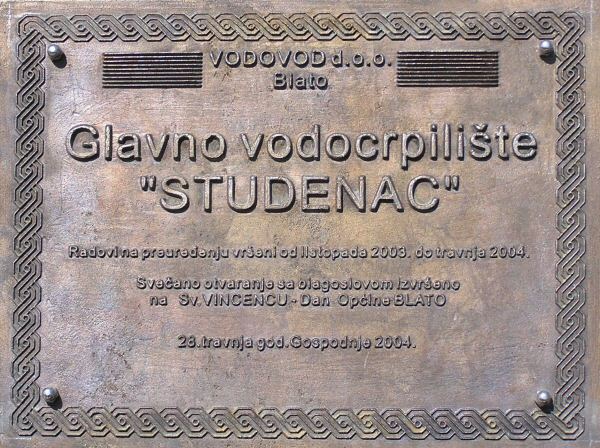 VODOVOD d.o.o.
Blato
Glavno vodocrpilište
"STUDENAC"
Radovi na preuređenju vršeni od listopada 2003. do travnja 2004.
Svečano otvaranje sa blagoslovom izvršeno
na Sv. VINCENCU - Dan Općine BLATO
28. travnja god. Gospodnje 2004.